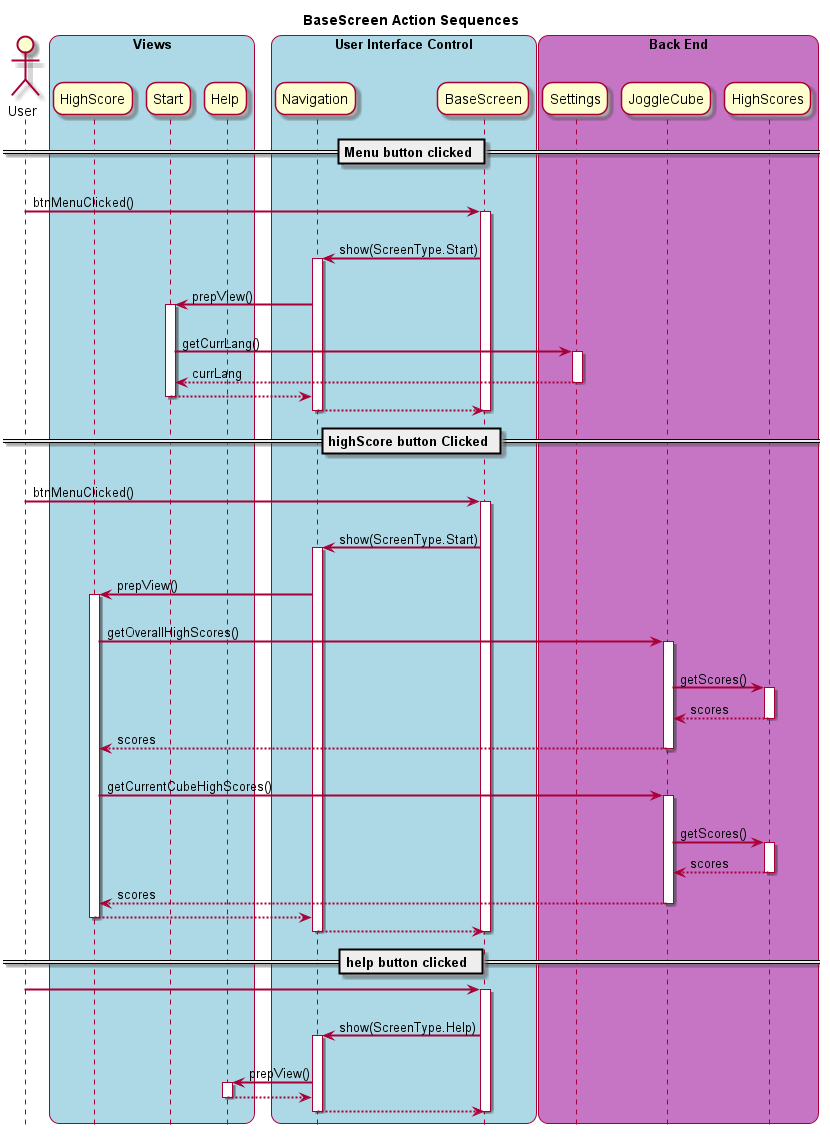 BaseScreen Action Sequences
Views
User Interface Control
Back End
User
HighScore
Start
Help
Navigation
BaseScreen
Settings
JoggleCube
HighScores
Menu button clicked
btnMenuClicked()
show(ScreenType.Start)
prepView()
getCurrLang()
currLang
highScore button Clicked
btnMenuClicked()
show(ScreenType.Start)
prepView()
getOverallHighScores()
getScores()
scores
scores
getCurrentCubeHighScores()
getScores()
scores
scores
help button clicked
show(ScreenType.Help)
prepView()